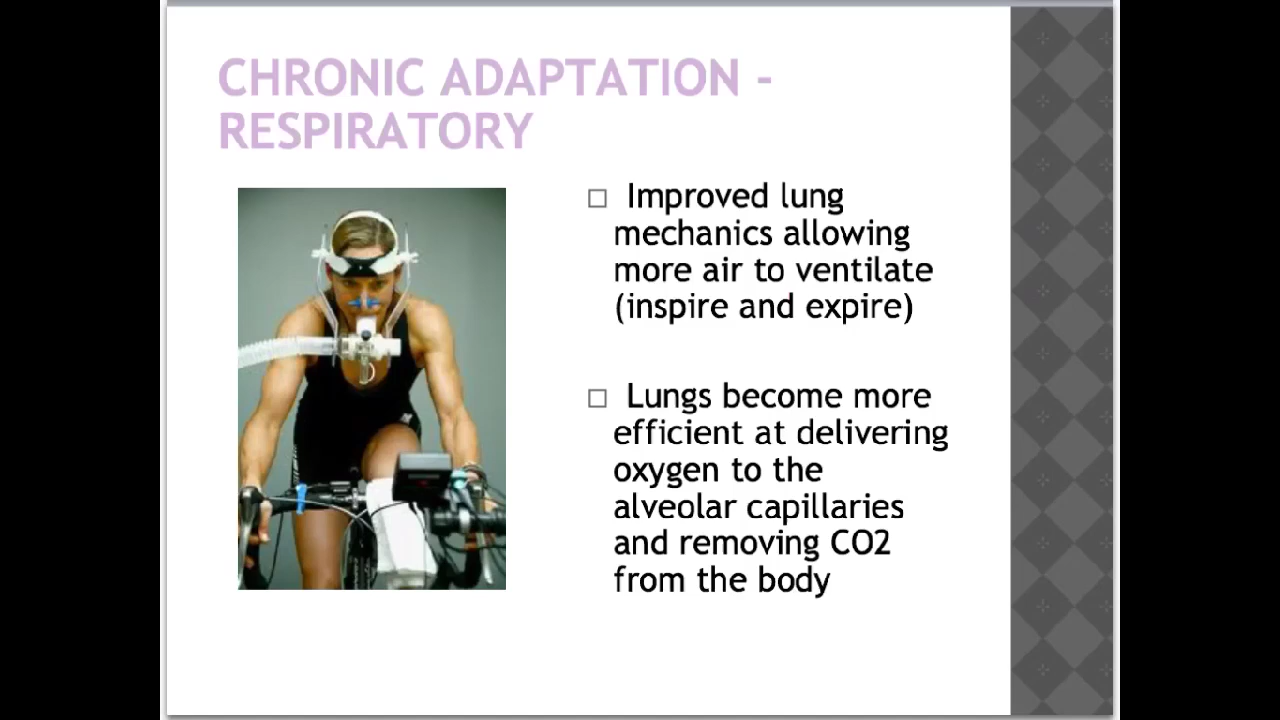 CHRONIC ADAPTATION -
RESPIRATORY
Improved lung
mechanics allowing
more air to ventilate
(inspire and expire)
Lungs become more
efficient at delivering
oxygen to the
alveolar capillaries
and removing CO2
from the body